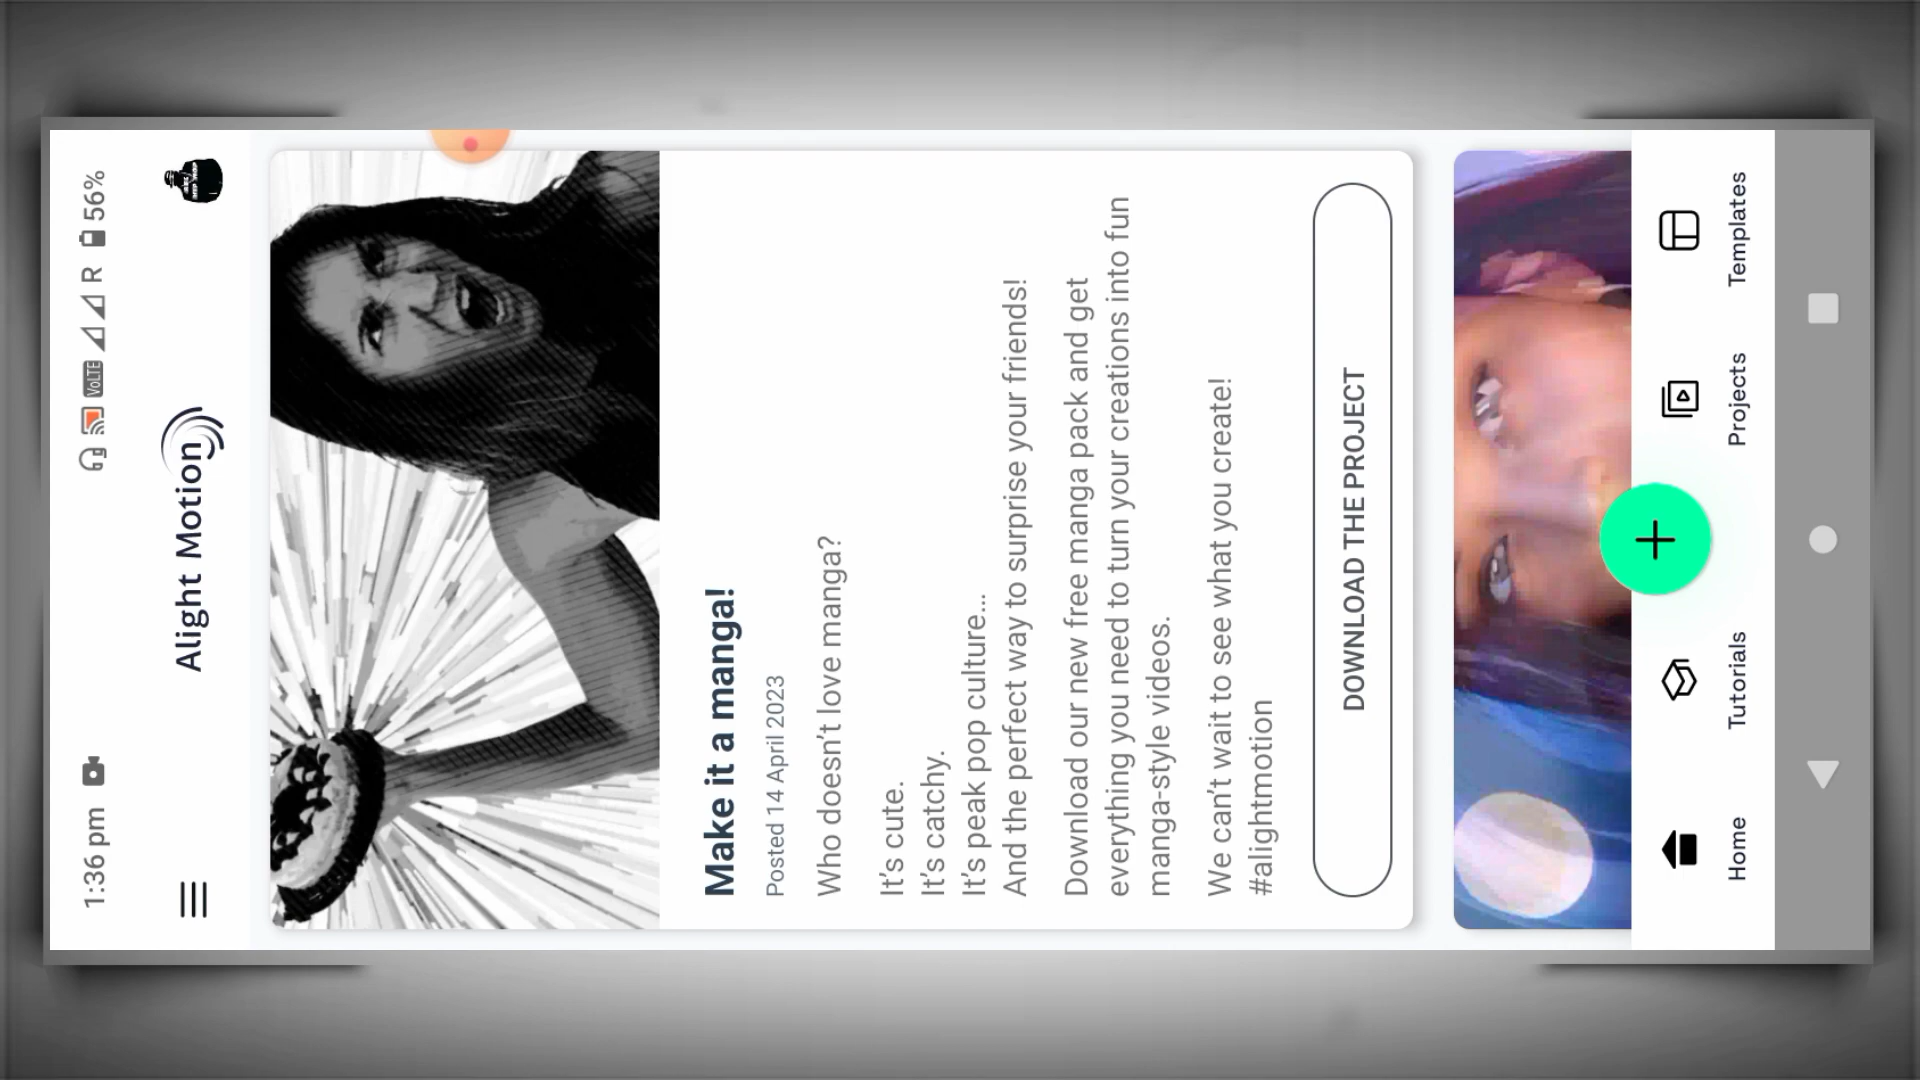 1:36 pm
VoLTE
R
56%
Alight Motion
Make it a manga!
Posted 14 April 2023
Who doesn't love manga?
It's cute.
It's catchy.
It's peak pop culture...
And the perfect way to surprise your friends!
Download our new free manga pack and get
everything you need to turn your creations into fun
manga-style videos.
We can't wait to see what you create!
#alightmotion
DOWNLOAD THE PROJECT
Home
Tutorials
Projects
Templates